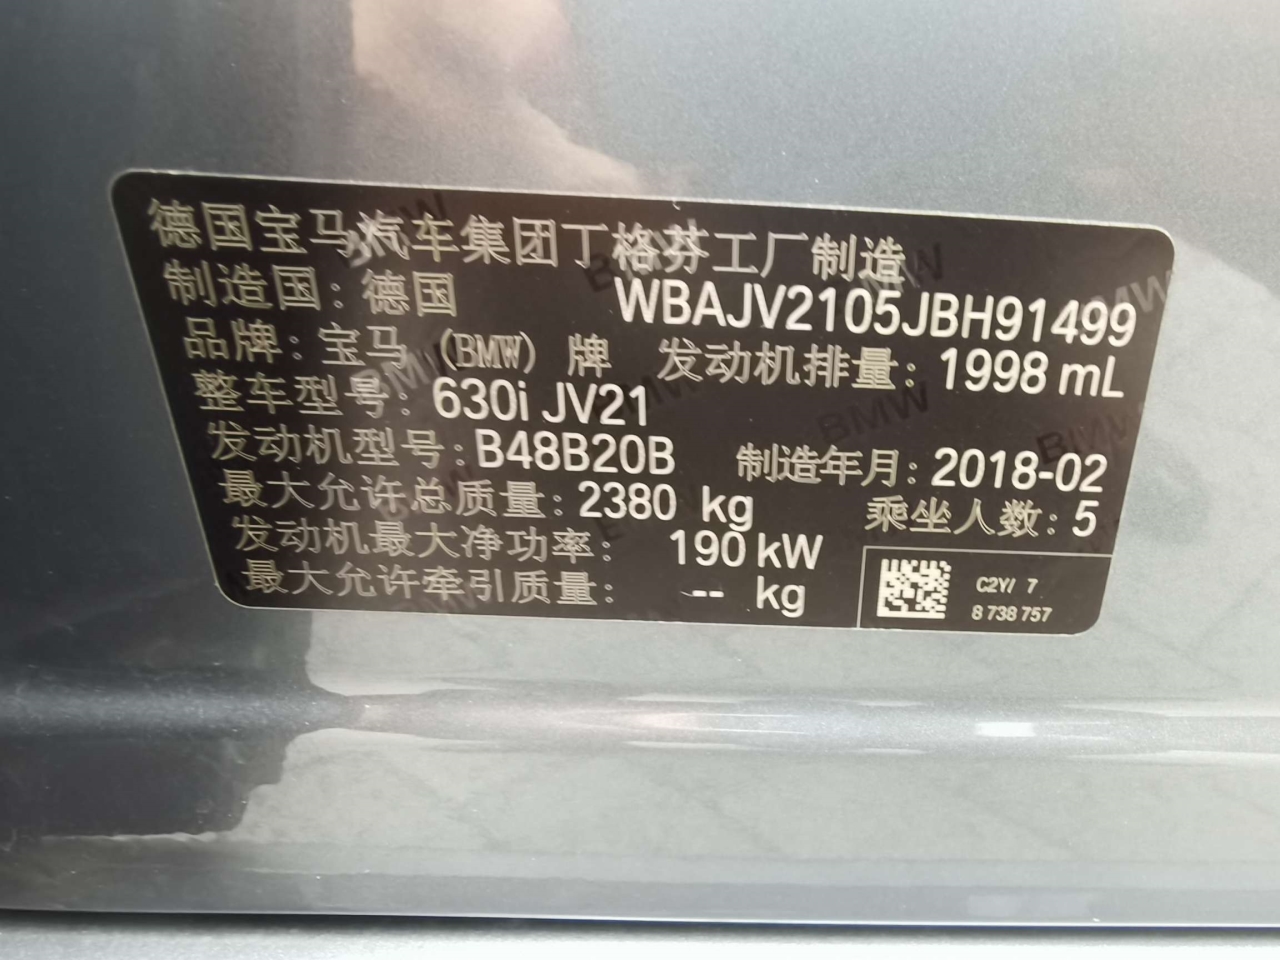 德国宝马汽车集团丁格芬工厂制造
制造国：德国 WBAJV2105JBH91499
品牌：宝马 (BMW) 牌 发动机排量：1998 mL
整车型号：630i JV21
发动机型号：B48B20B 制造年月：2018-02
最大允许总质量：2380 kg 乘坐人数：5
发动机最大净功率： 190 kW
最大允许牵引质量： -- kg
C2Y/ 7
8 738 757